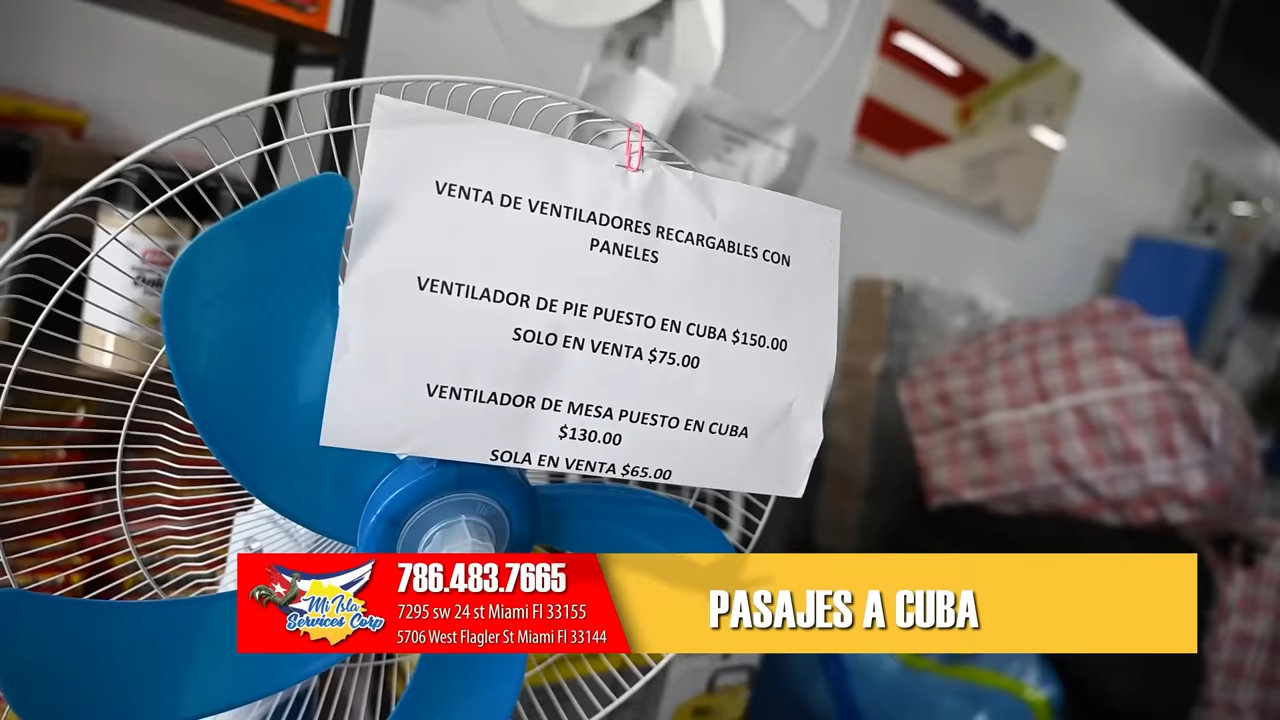 VENTA DE VENTILADORES RECARGABLES CON
PANELES
VENTILADOR DE PIE PUESTO EN CUBA $150.00
SOLO EN VENTA $75.00
VENTILADOR DE MESA PUESTO EN CUBA
$130.00
SOLA EN VENTA $65.00
Mi Isla
Services Corp
786.483.7665
7295 sw 24 st Miami Fl 33155
5706 West Flagler St Miami Fl 33144
PASAJES A CUBA